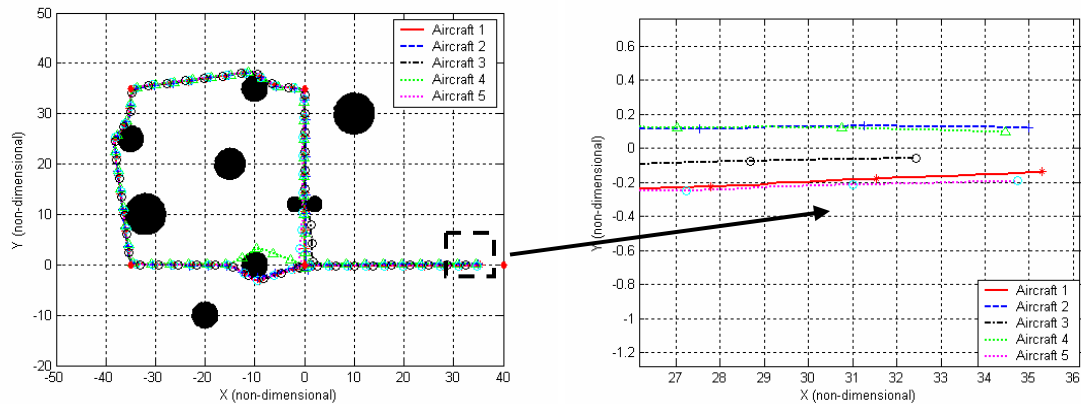 50
40
30
20
10
0
-10
-20
-50
-40
-30
-20
-10
0
10
20
30
40
X (non-dimensional)
Y (non-dimensional)
Aircraft 1
Aircraft 2
Aircraft 3
Aircraft 4
Aircraft 5
0.6
0.4
0.2
0
-0.2
-0.4
-0.6
-0.8
-1
-1.2
27
28
29
30
31
32
33
34
35
36
X (non-dimensional)
Y (non-dimensional)
Aircraft 1
Aircraft 2
Aircraft 3
Aircraft 4
Aircraft 5